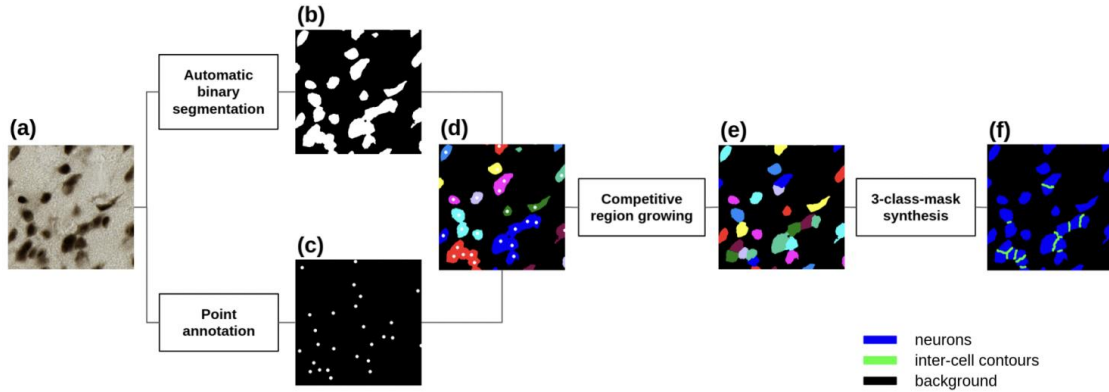 (b)
Automatic
binary
segmentation
(a)
(d)
(e)
(f)
Competitive
region growing
3-class-mask
synthesis
(c)
Point
annotation
neurons
inter-cell contours
background